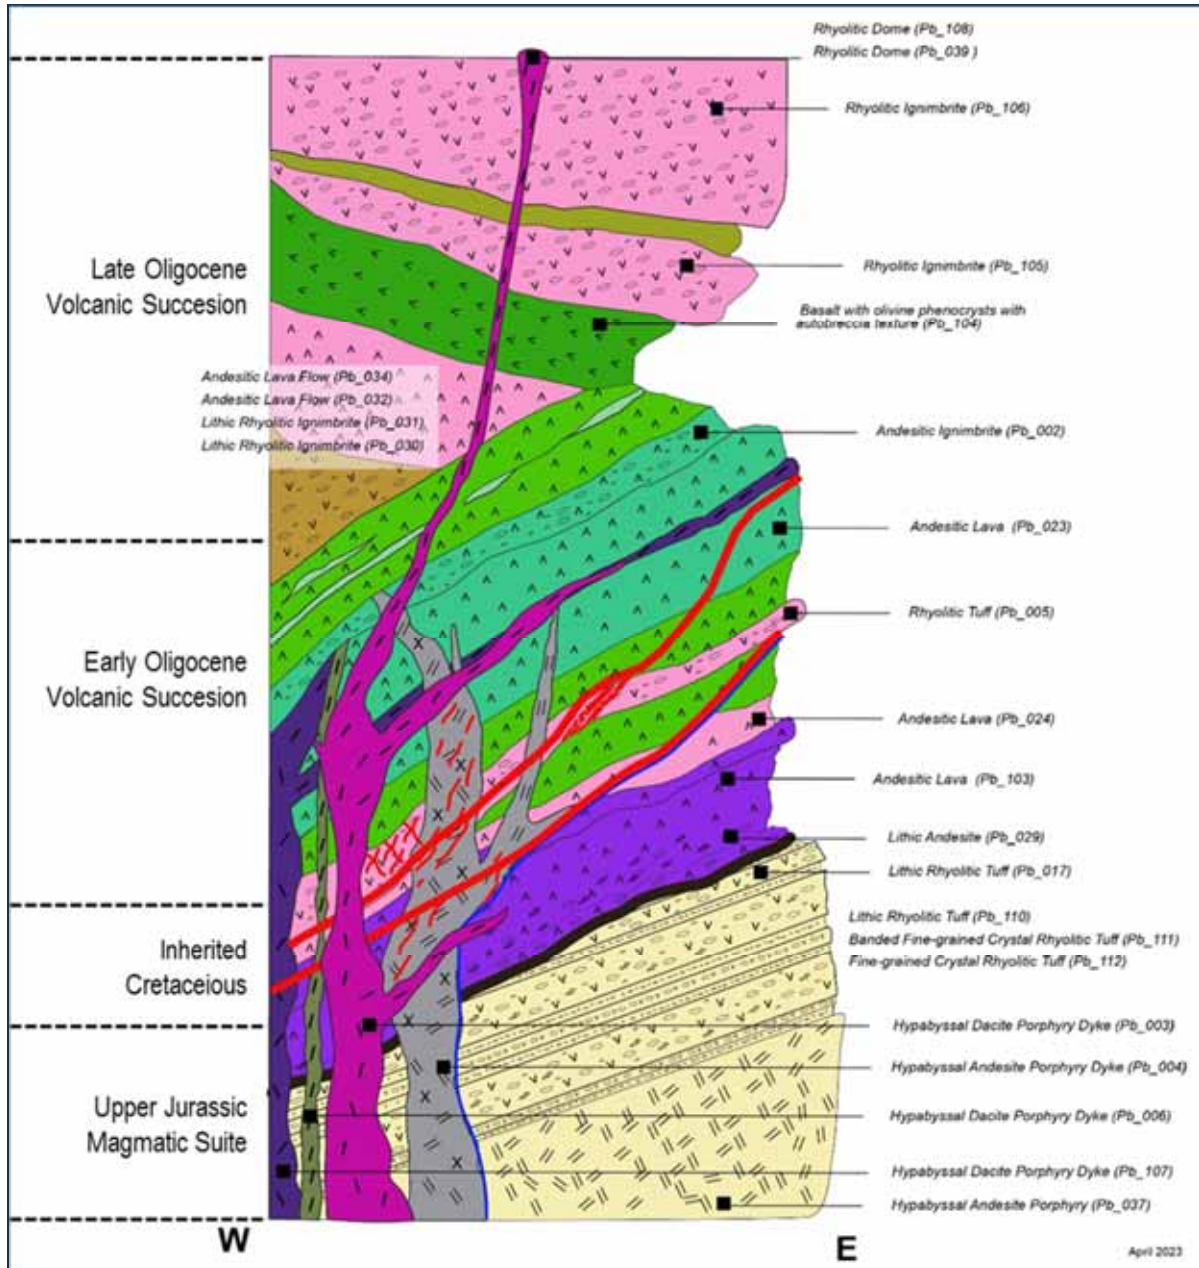 Rhyolitic Dome (Pb_108)
Rhyolitic Dome (Pb_039 )
Rhyolitic Ignimbrite (Pb_106)
Late Oligocene
Volcanic Succesion
Rhyolitic Ignimbrite (Pb_105)
Basalt with olivine phenocrysts with
autobreccia texture (Pb_104)
Andesitic Lava Flow (Pb_034)
Andesitic Lava Flow (Pb_032)
Lithic Rhyolitic Ignimbrite (Pb_031)
Lithic Rhyolitic Ignimbrite (Pb_030)
Andesitic Ignimbrite (Pb_002)
Andesitic Lava (Pb_023)
Rhyolitic Tuff (Pb_005)
Early Oligocene
Volcanic Succesion
Andesitic Lava (Pb_024)
Andesitic Lava (Pb_103)
Lithic Andesite (Pb_029)
Lithic Rhyolitic Tuff (Pb_017)
Inherited
Cretaceious
Lithic Rhyolitic Tuff (Pb_110)
Banded Fine-grained Crystal Rhyolitic Tuff (Pb_111)
Fine-grained Crystal Rhyolitic Tuff (Pb_112)
Hypabyssal Dacite Porphyry Dyke (Pb_003)
Hypabyssal Andesite Porphyry Dyke (Pb_004)
Upper Jurassic
Magmatic Suite
Hypabyssal Dacite Porphyry Dyke (Pb_006)
Hypabyssal Dacite Porphyry Dyke (Pb_107)
Hypabyssal Andesite Porphyry (Pb_037)
W
E
April 2023